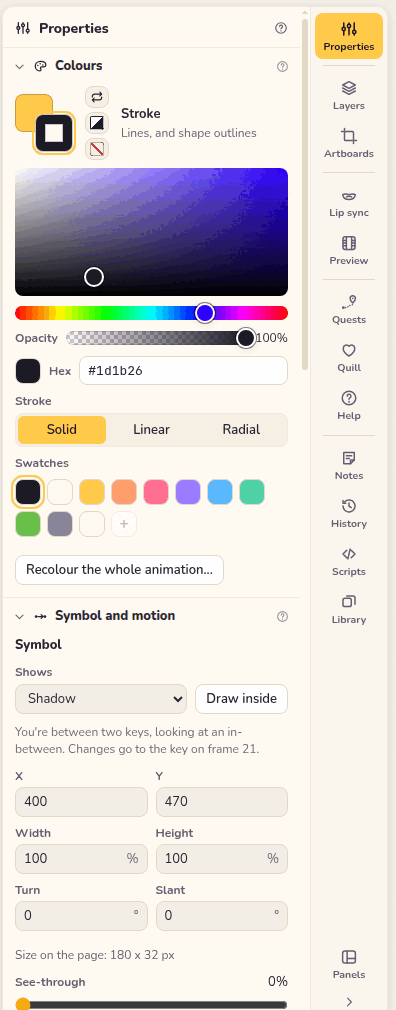 Properties
Colours
Stroke
Lines, and shape outlines
Opacity
100%
Hex
#1d1b26
Stroke
Solid
Linear
Radial
Swatches
+
Recolour the whole animation...
Symbol and motion
Symbol
Shows
Shadow
Draw inside
You're between two keys, looking at an in-
between. Changes go to the key on frame 21.
X
Y
400
470
Width
Height
100 %
100 %
Turn
Slant
0 °
0 °
Size on the page: 180 x 32 px
See-through
0%
Properties
Layers
Artboards
Lip sync
Preview
Quests
Quill
Help
Notes
History
Scripts
Library
Panels